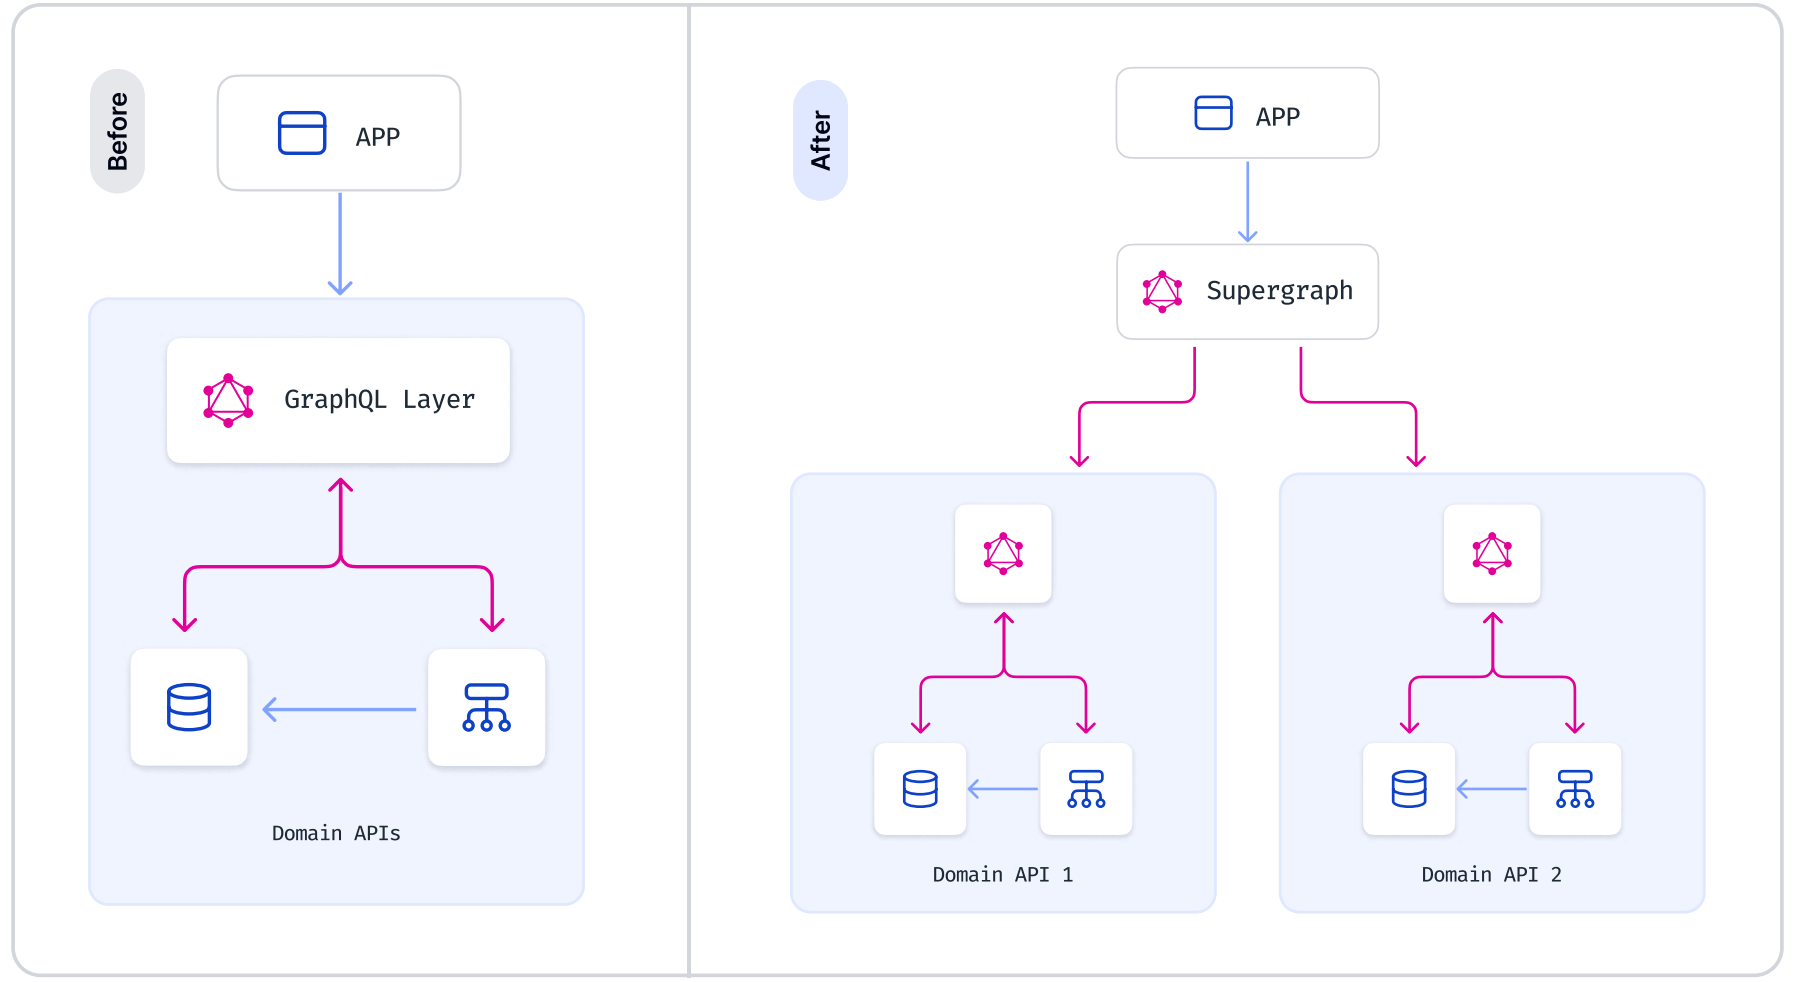 Before
APP
GraphQL Layer
Domain APIs
After
APP
Supergraph
Domain API 1
Domain API 2